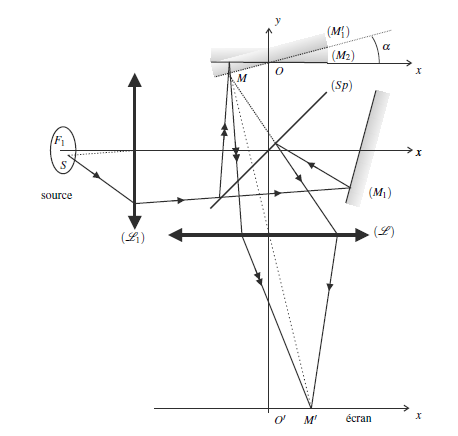 y
(M′₁)
α
(M₂)
M
O
x
(Sp)
F₁
S
x
source
(M₁)
(ℒ₁)
(ℒ)
O′
M′
écran
x